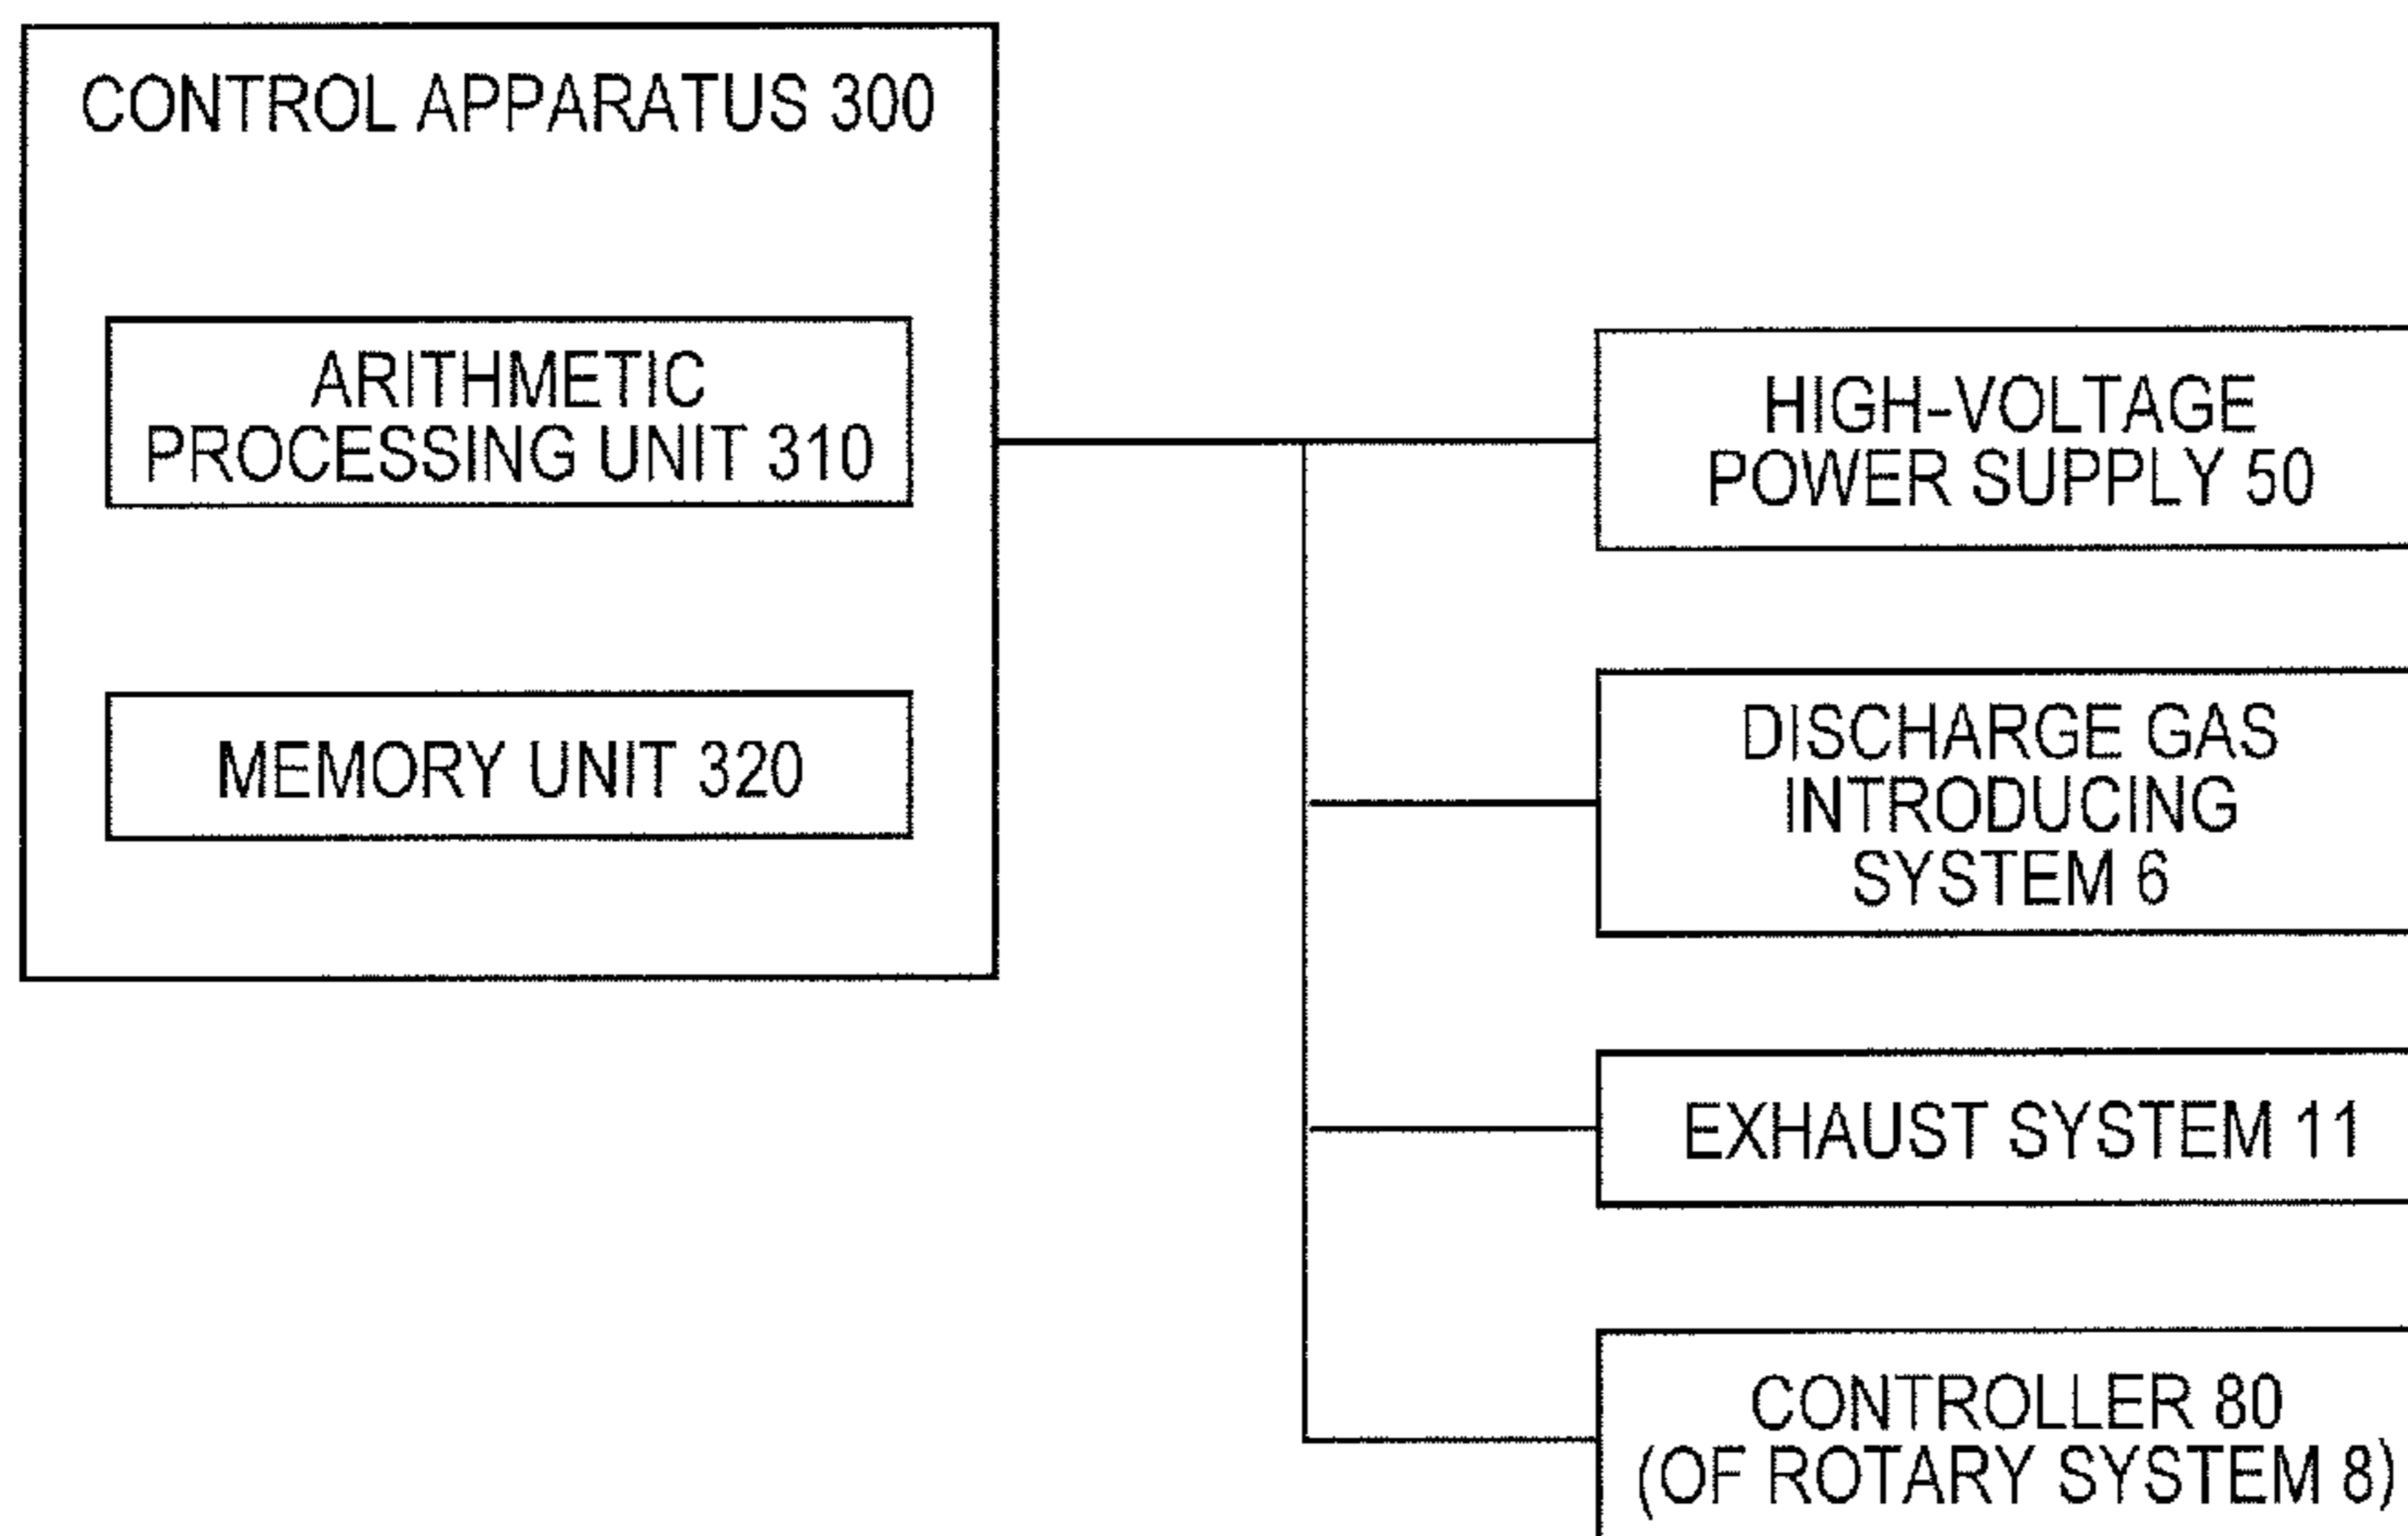 CONTROL APPARATUS 300
ARITHMETIC
PROCESSING UNIT 310
MEMORY UNIT 320
HIGH-VOLTAGE
POWER SUPPLY 50
DISCHARGE GAS
INTRODUCING
SYSTEM 6
EXHAUST SYSTEM 11
CONTROLLER 80
(OF ROTARY SYSTEM 8)